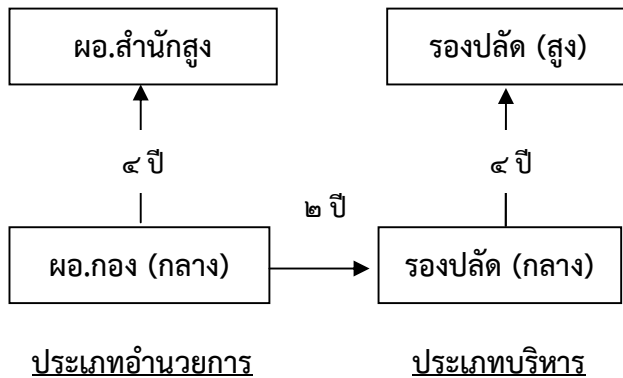 ผอ.สำนักสูง
รองปลัด (สูง)
๔ ปี
๔ ปี
๒ ปี
ผอ.กอง (กลาง)
รองปลัด (กลาง)
ประเภทอำนวยการ
ประเภทบริหาร